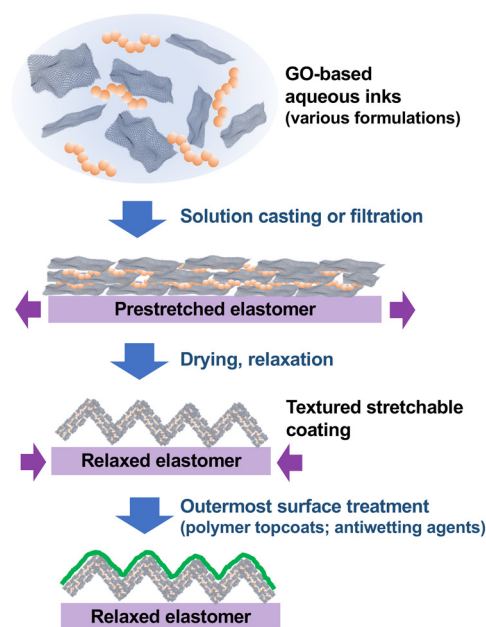 GO-based
aqueous inks
(various formulations)
Solution casting or filtration
Prestretched elastomer
Drying, relaxation
Textured stretchable
coating
Relaxed elastomer
Outermost surface treatment
(polymer topcoats; antiwetting agents)
Relaxed elastomer